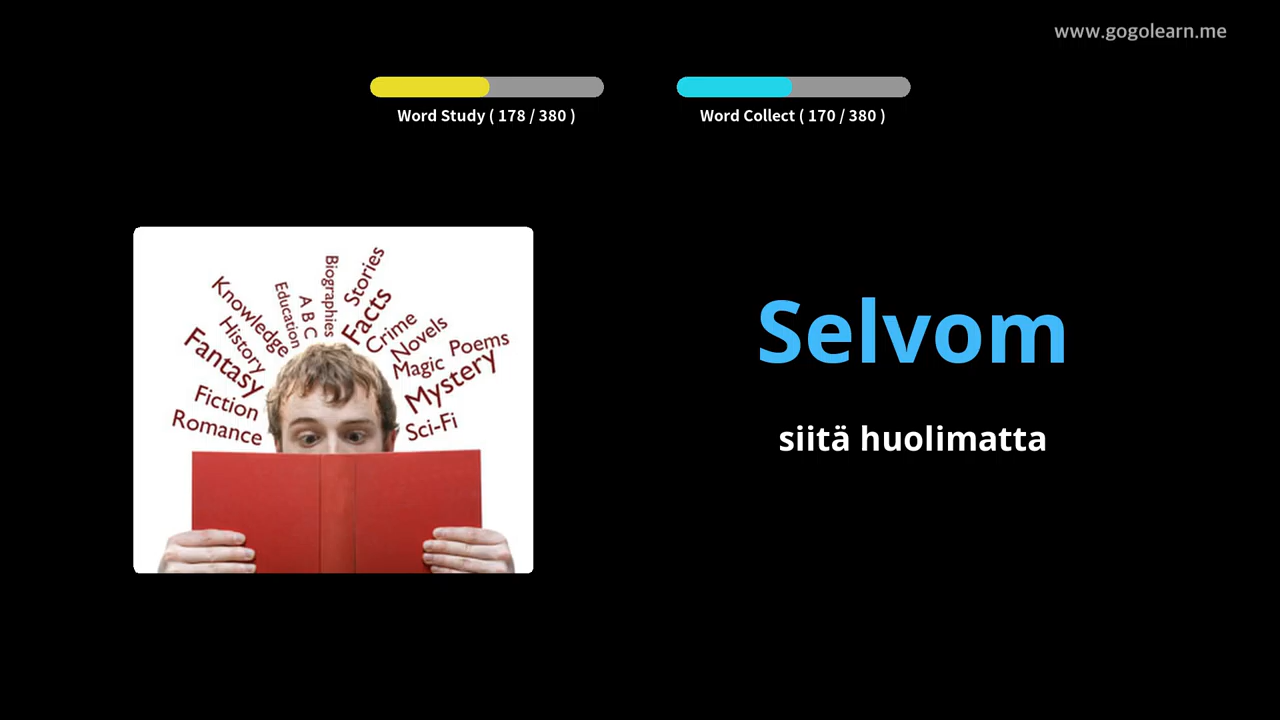 www.gogolearn.me
Word Study ( 178 / 380 )
Word Collect ( 170 / 380 )
Biographies
Stories
Education
A B C
Facts
Knowledge
Crime
History
Novels
Poems
Fantasy
Magic
Mystery
Fiction
Sci-Fi
Romance
Selvom
siitä huolimatta